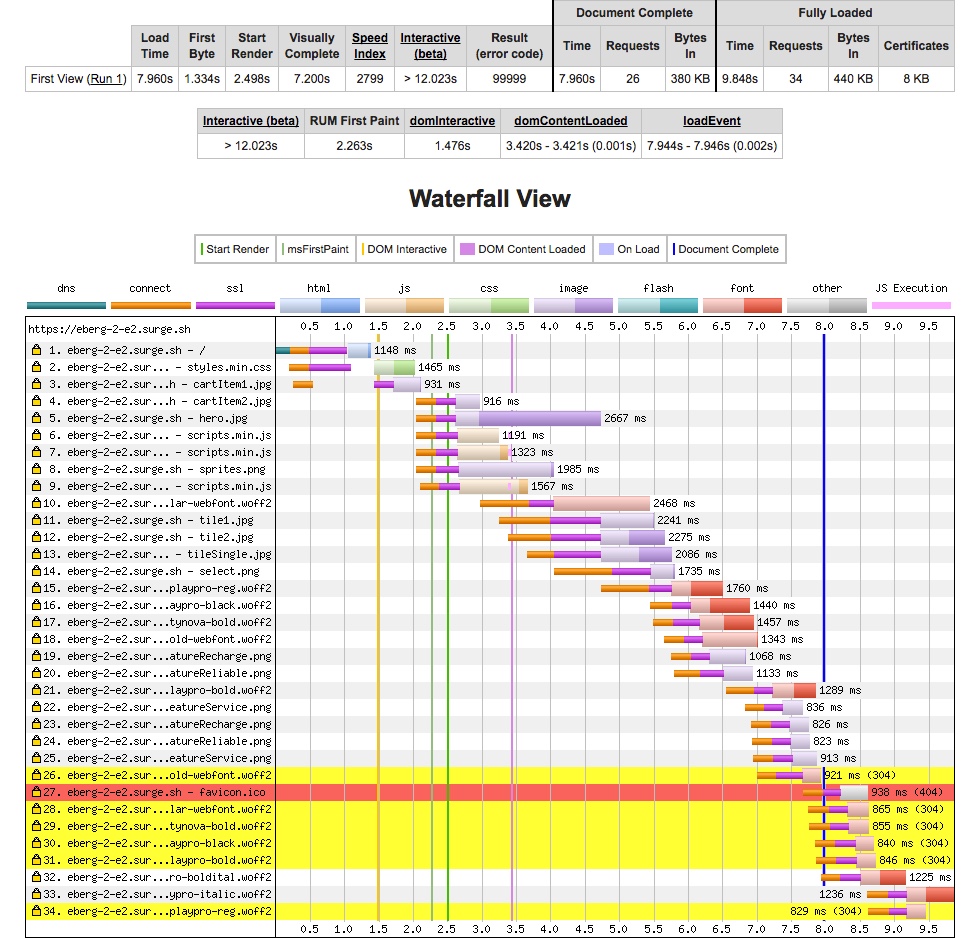 Document Complete Fully Loaded
Load Time First Byte Start Render Visually Complete Speed Index Interactive (beta) Result (error code) Time Requests Bytes In Time Requests Bytes In Certificates
First View (Run 1) 7.960s 1.334s 2.498s 7.200s 2799 > 12.023s 99999 7.960s 26 380 KB 9.848s 34 440 KB 8 KB
Interactive (beta) RUM First Paint domInteractive domContentLoaded loadEvent
> 12.023s 2.263s 1.476s 3.420s - 3.421s (0.001s) 7.944s - 7.946s (0.002s)
Waterfall View
Start Render msFirstPaint DOM Interactive DOM Content Loaded On Load Document Complete
dns connect ssl html js css image flash font other JS Execution
https://eberg-2-e2.surge.sh 0.5 1.0 1.5 2.0 2.5 3.0 3.5 4.0 4.5 5.0 5.5 6.0 6.5 7.0 7.5 8.0 8.5 9.0 9.5
1. eberg-2-e2.surge.sh - / 1148 ms
2. eberg-2-e2.sur... - styles.min.css 1465 ms
3. eberg-2-e2.sur...h - cartItem1.jpg 931 ms
4. eberg-2-e2.sur...h - cartItem2.jpg 916 ms
5. eberg-2-e2.surge.sh - hero.jpg 2667 ms
6. eberg-2-e2.sur... - scripts.min.js 1191 ms
7. eberg-2-e2.sur... - scripts.min.js 1323 ms
8. eberg-2-e2.surge.sh - sprites.png 1985 ms
9. eberg-2-e2.sur... - scripts.min.js 1567 ms
10. eberg-2-e2.sur...lar-webfont.woff2 2468 ms
11. eberg-2-e2.surge.sh - tile1.jpg 2241 ms
12. eberg-2-e2.surge.sh - tile2.jpg 2275 ms
13. eberg-2-e2.sur... - tileSingle.jpg 2086 ms
14. eberg-2-e2.surge.sh - select.png 1735 ms
15. eberg-2-e2.sur...playpro-reg.woff2 1760 ms
16. eberg-2-e2.sur...aypro-black.woff2 1440 ms
17. eberg-2-e2.sur...tynova-bold.woff2 1457 ms
18. eberg-2-e2.sur...old-webfont.woff2 1343 ms
19. eberg-2-e2.sur...atureRecharge.png 1068 ms
20. eberg-2-e2.sur...atureReliable.png 1133 ms
21. eberg-2-e2.sur...laypro-bold.woff2 1289 ms
22. eberg-2-e2.sur...eatureService.png 836 ms
23. eberg-2-e2.sur...atureRecharge.png 826 ms
24. eberg-2-e2.sur...atureReliable.png 823 ms
25. eberg-2-e2.sur...eatureService.png 913 ms
26. eberg-2-e2.sur...old-webfont.woff2 921 ms (304)
27. eberg-2-e2.surge.sh - favicon.ico 938 ms (404)
28. eberg-2-e2.sur...lar-webfont.woff2 865 ms (304)
29. eberg-2-e2.sur...tynova-bold.woff2 855 ms (304)
30. eberg-2-e2.sur...aypro-black.woff2 840 ms (304)
31. eberg-2-e2.sur...laypro-bold.woff2 846 ms (304)
32. eberg-2-e2.sur...ro-boldital.woff2 1225 ms
33. eberg-2-e2.sur...ypro-italic.woff2 1236 ms
34. eberg-2-e2.sur...playpro-reg.woff2 829 ms (304)
0.5 1.0 1.5 2.0 2.5 3.0 3.5 4.0 4.5 5.0 5.5 6.0 6.5 7.0 7.5 8.0 8.5 9.0 9.5